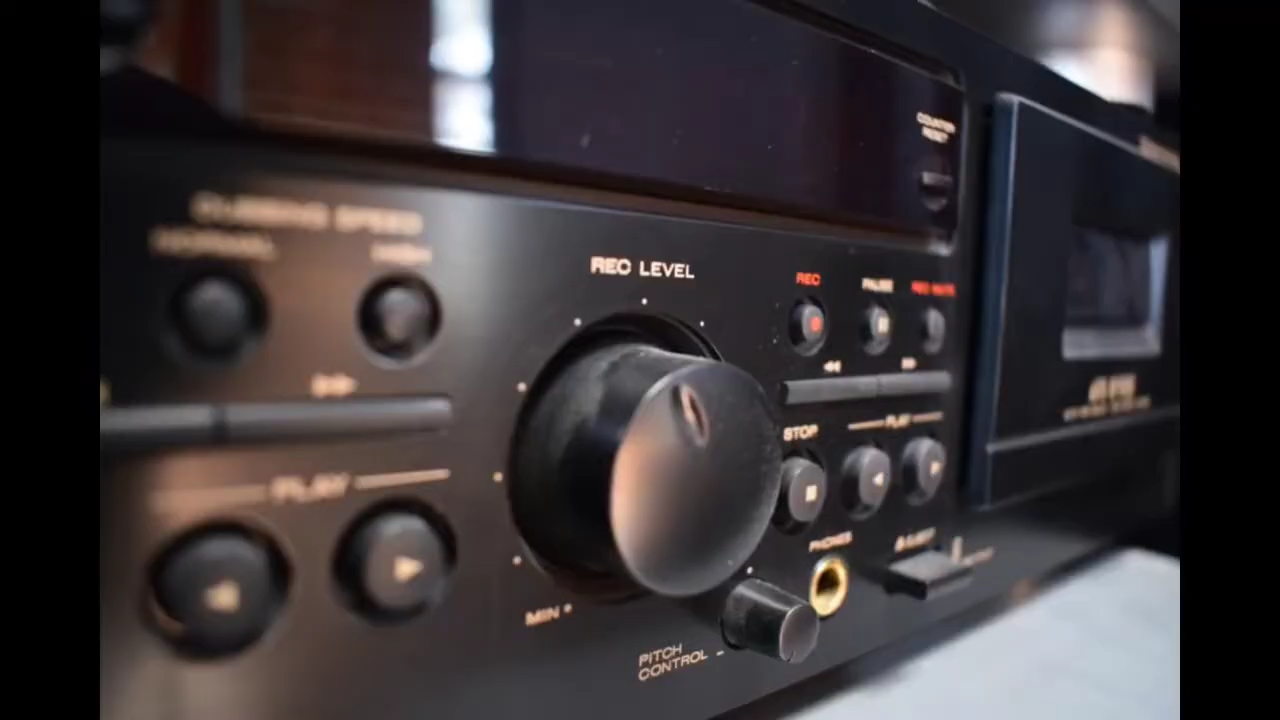 COUNTER
RESET
DUBBING SPEED
NORMAL
HIGH
REC LEVEL
REC
PAUSE
REC MUTE
PLAY
STOP
PLAY
PHONES
EJECT
MIN
PITCH
CONTROL